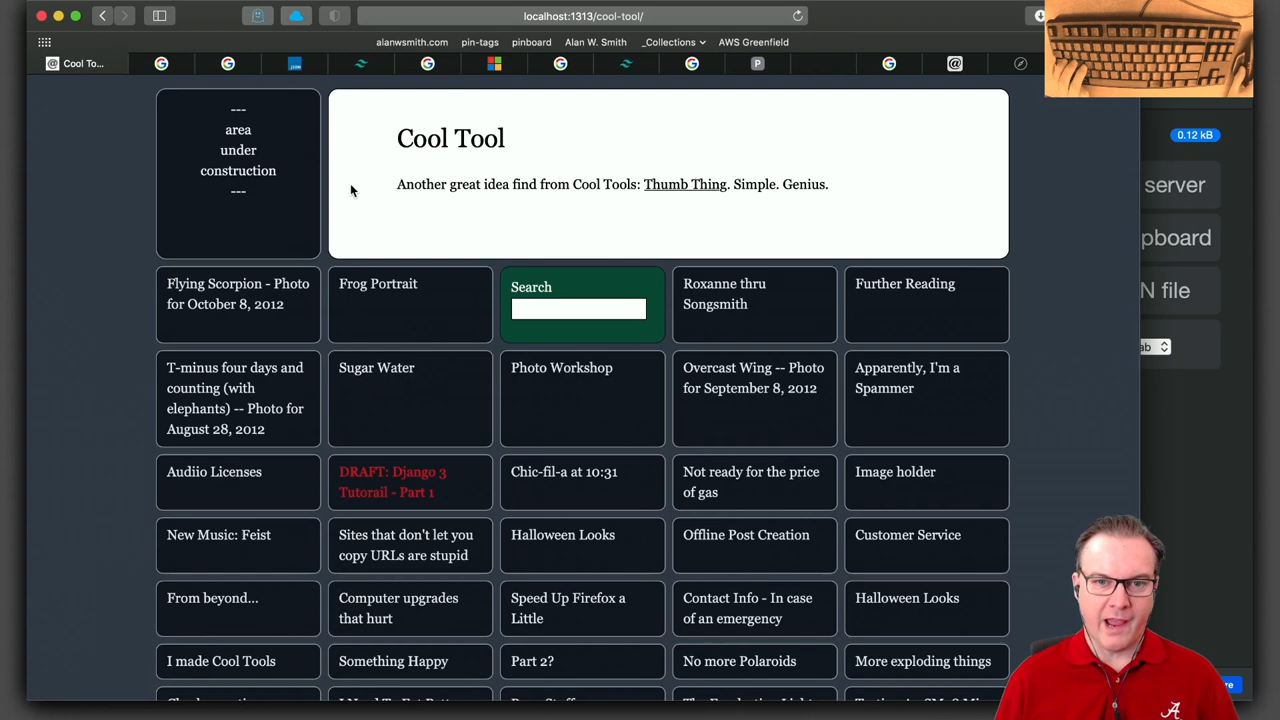 localhost:1313/cool-tool/
alanwsmith.com pin-tags pinboard Alan W. Smith _Collections AWS Greenfield
@ Cool To...
0.12 kB
---
area
under
construction
---
Cool Tool
Another great idea find from Cool Tools: Thumb Thing. Simple. Genius.
server
pboard
N file
ab
Flying Scorpion - Photo
for October 8, 2012
Frog Portrait
Search
Roxanne thru
Songsmith
Further Reading
T-minus four days and
counting (with
elephants) -- Photo for
August 28, 2012
Sugar Water
Photo Workshop
Overcast Wing -- Photo
for September 8, 2012
Apparently, I'm a
Spammer
Audiio Licenses
DRAFT: Django 3
Tutorail - Part 1
Chic-fil-a at 10:31
Not ready for the price
of gas
Image holder
New Music: Feist
Sites that don't let you
copy URLs are stupid
Halloween Looks
Offline Post Creation
Customer Service
From beyond...
Computer upgrades
that hurt
Speed Up Firefox a
Little
Contact Info - In case
of an emergency
Halloween Looks
I made Cool Tools
Something Happy
Part 2?
No more Polaroids
More exploding things
A